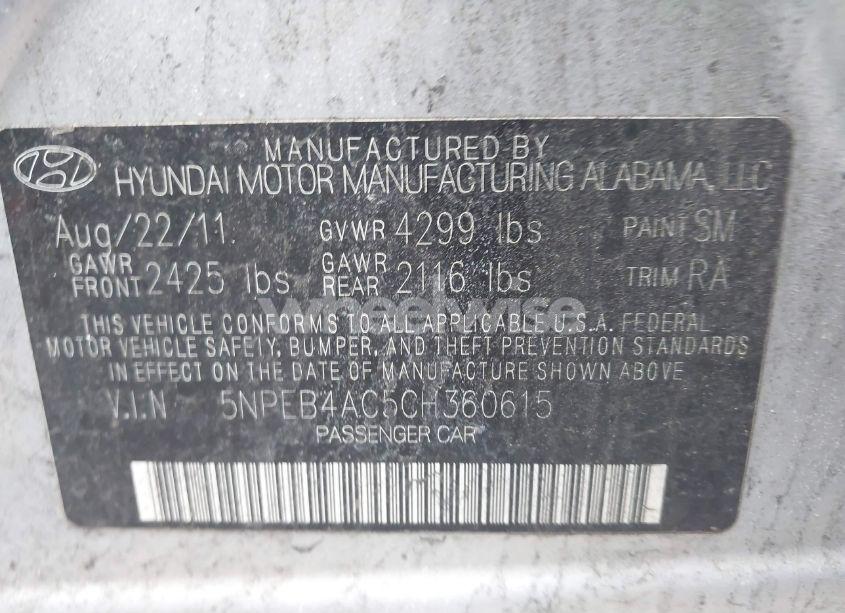 MANUFACTURED BY
HYUNDAI MOTOR MANUFACTURING ALABAMA, LLC
Aug/22/11 GVWR 4299 lbs PAINT SM
GAWR FRONT 2425 lbs GAWR REAR 2116 lbs TRIM RA
wheelwise
THIS VEHICLE CONFORMS TO ALL APPLICABLE U.S.A. FEDERAL
MOTOR VEHICLE SAFETY, BUMPER, AND THEFT PREVENTION STANDARDS
IN EFFECT ON THE DATE OF MANUFACTURE SHOWN ABOVE.
V.I.N 5NPEB4AC5CH360615
PASSENGER CAR